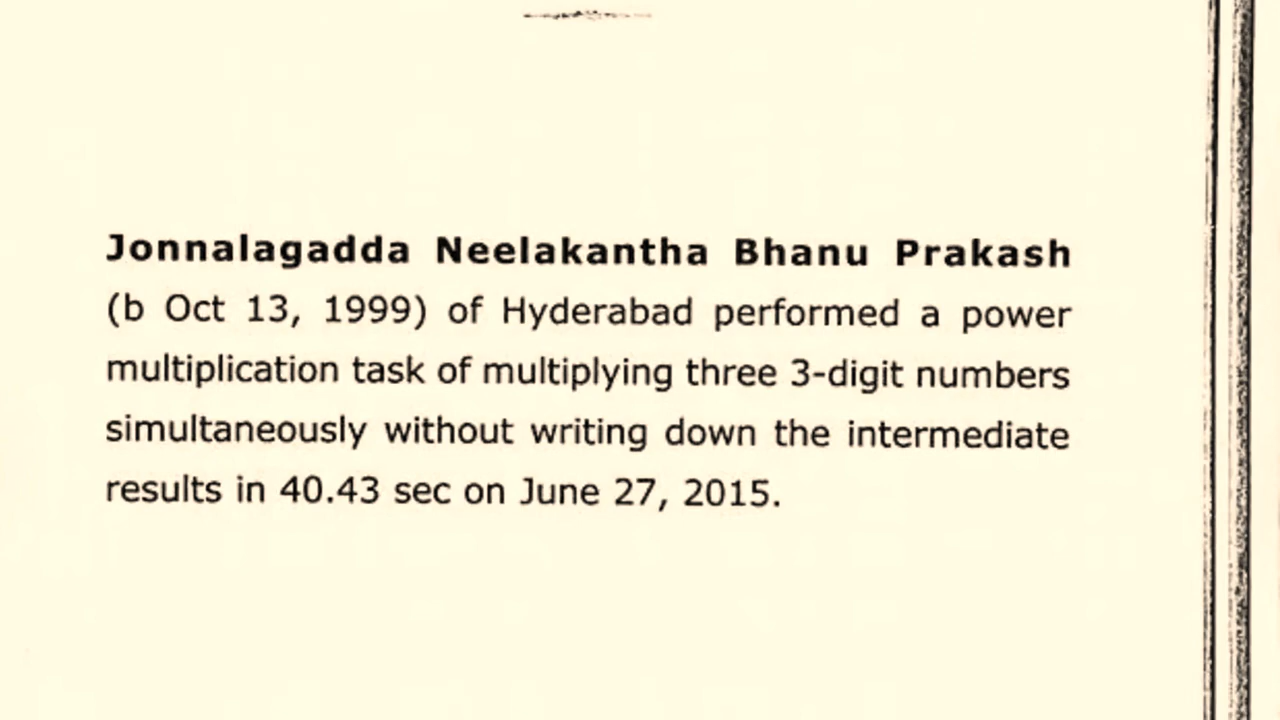 Jonnalagadda Neelakantha Bhanu Prakash
(b Oct 13, 1999) of Hyderabad performed a power
multiplication task of multiplying three 3-digit numbers
simultaneously without writing down the intermediate
results in 40.43 sec on June 27, 2015.